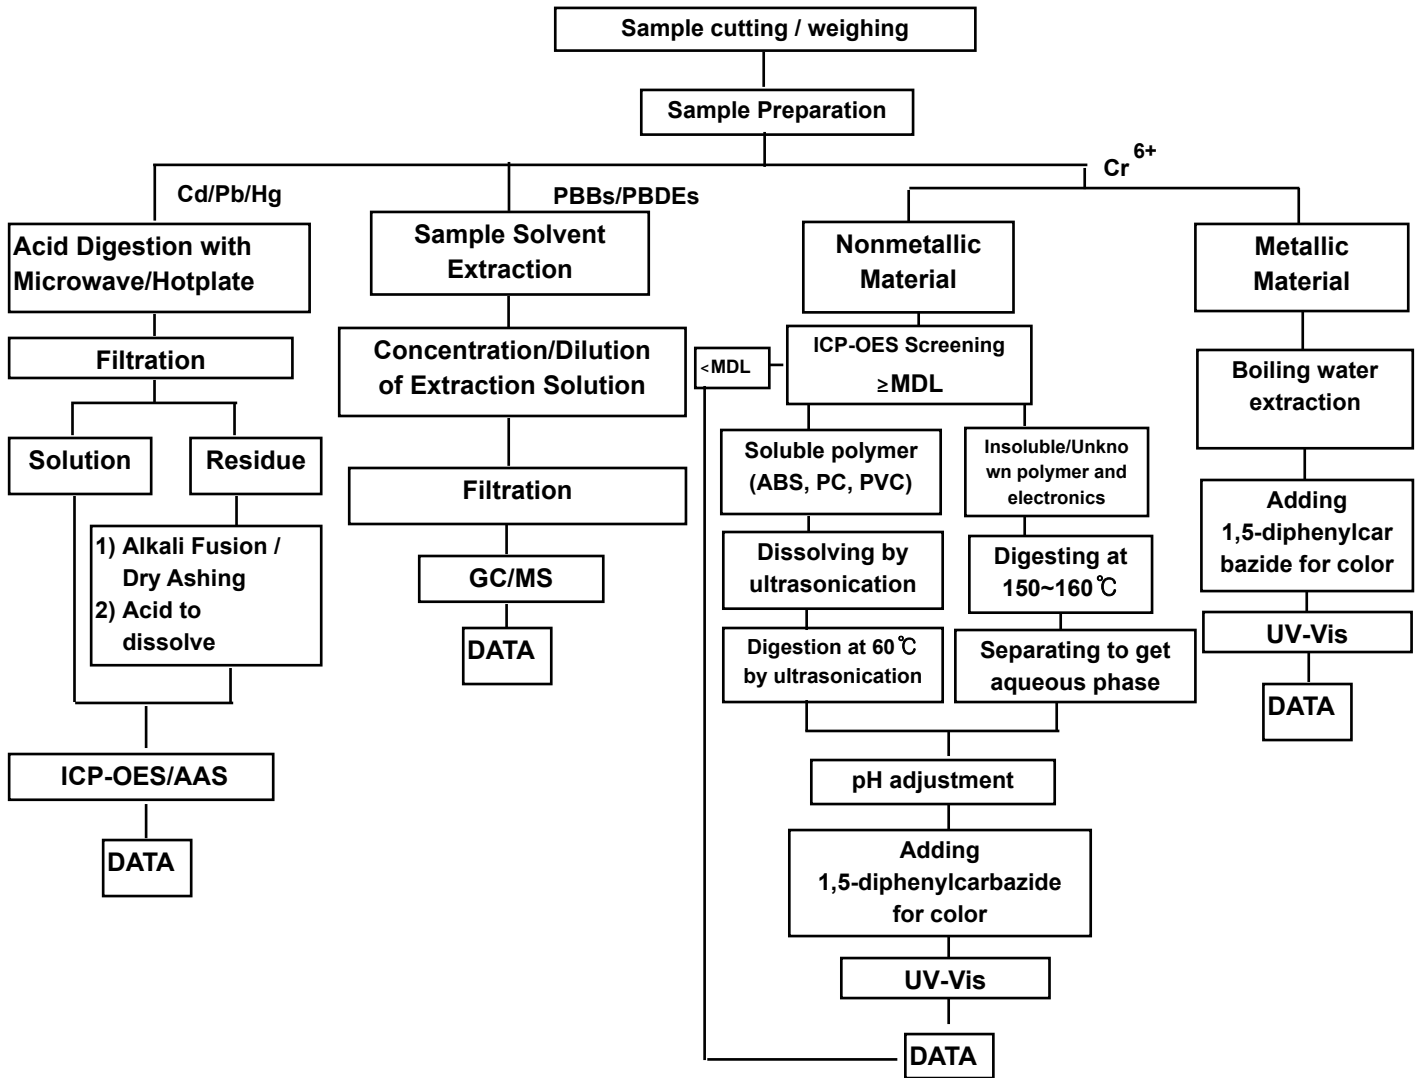 Sample cutting / weighing
Sample Preparation
Cd/Pb/Hg
Acid Digestion with
Microwave/Hotplate
Filtration
Solution
Residue
1) Alkali Fusion /
Dry Ashing
2) Acid to
dissolve
ICP-OES/AAS
DATA
PBBs/PBDEs
Sample Solvent
Extraction
Concentration/Dilution
of Extraction Solution
Filtration
GC/MS
DATA
Cr 6+
Nonmetallic
Material
ICP-OES Screening
≥MDL
<MDL
Soluble polymer
(ABS, PC, PVC)
Dissolving by
ultrasonication
Digestion at 60℃
by ultrasonication
Insoluble/Unkno
wn polymer and
electronics
Digesting at
150~160℃
Separating to get
aqueous phase
pH adjustment
Adding
1,5-diphenylcarbazide
for color
UV-Vis
DATA
Metallic
Material
Boiling water
extraction
Adding
1,5-diphenylcar
bazide for color
UV-Vis
DATA